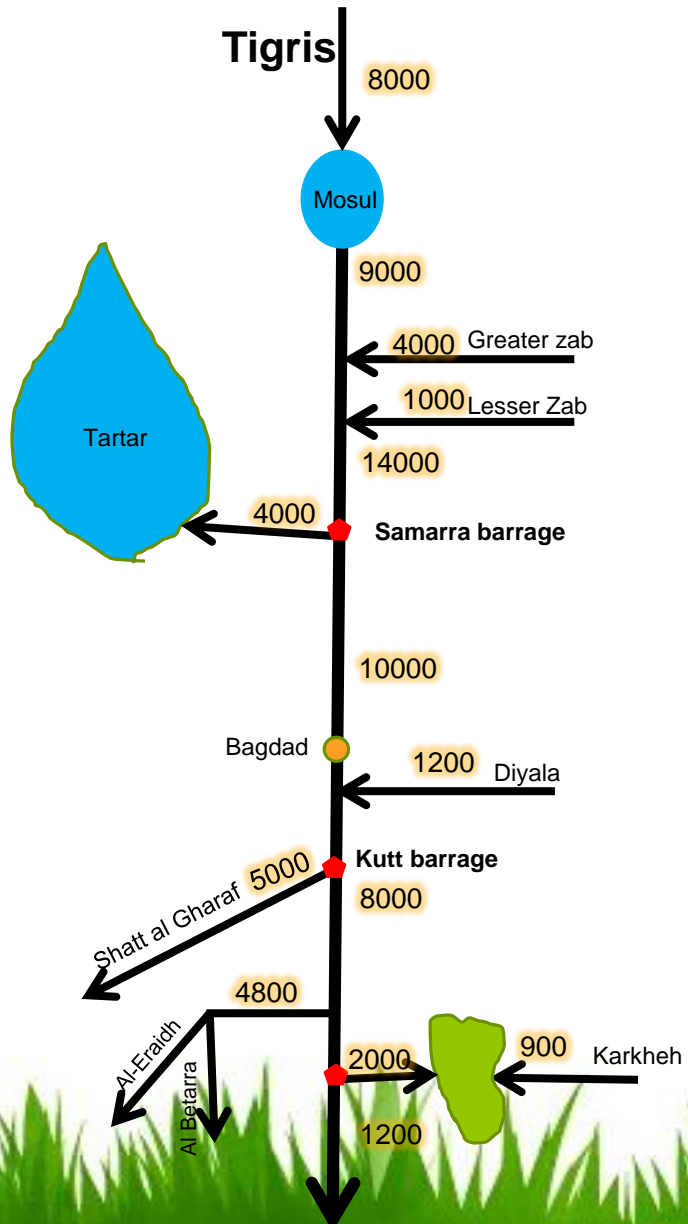 Tigris
8000
Mosul
9000
4000 Greater zab
1000 Lesser Zab
Tartar
14000
4000
Samarra barrage
10000
Bagdad
1200 Diyala
Kutt barrage
5000
8000
Shatt al Gharaf
4800
Al-Eraidh
Al Betarra
2000
900
Karkheh
1200